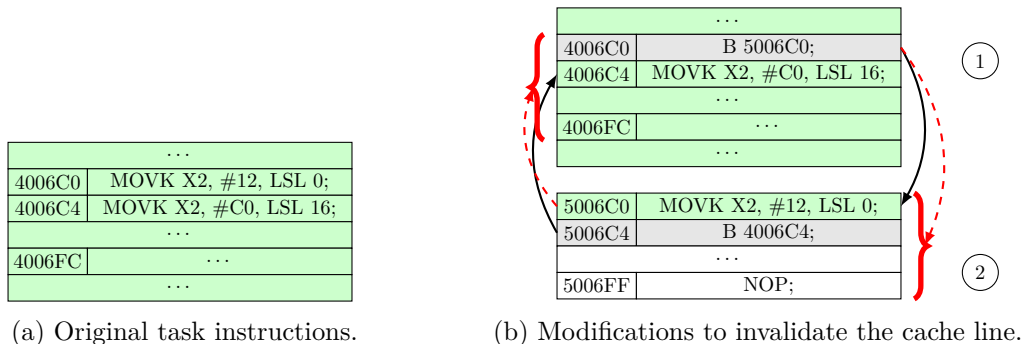 ...
4006C0 MOVK X2, #12, LSL 0;
4006C4 MOVK X2, #C0, LSL 16;
...
4006FC ...
...
(a) Original task instructions.
...
4006C0 B 5006C0;
4006C4 MOVK X2, #C0, LSL 16;
...
4006FC ...
...
1
5006C0 MOVK X2, #12, LSL 0;
5006C4 B 4006C4;
...
5006FF NOP;
2
(b) Modifications to invalidate the cache line.